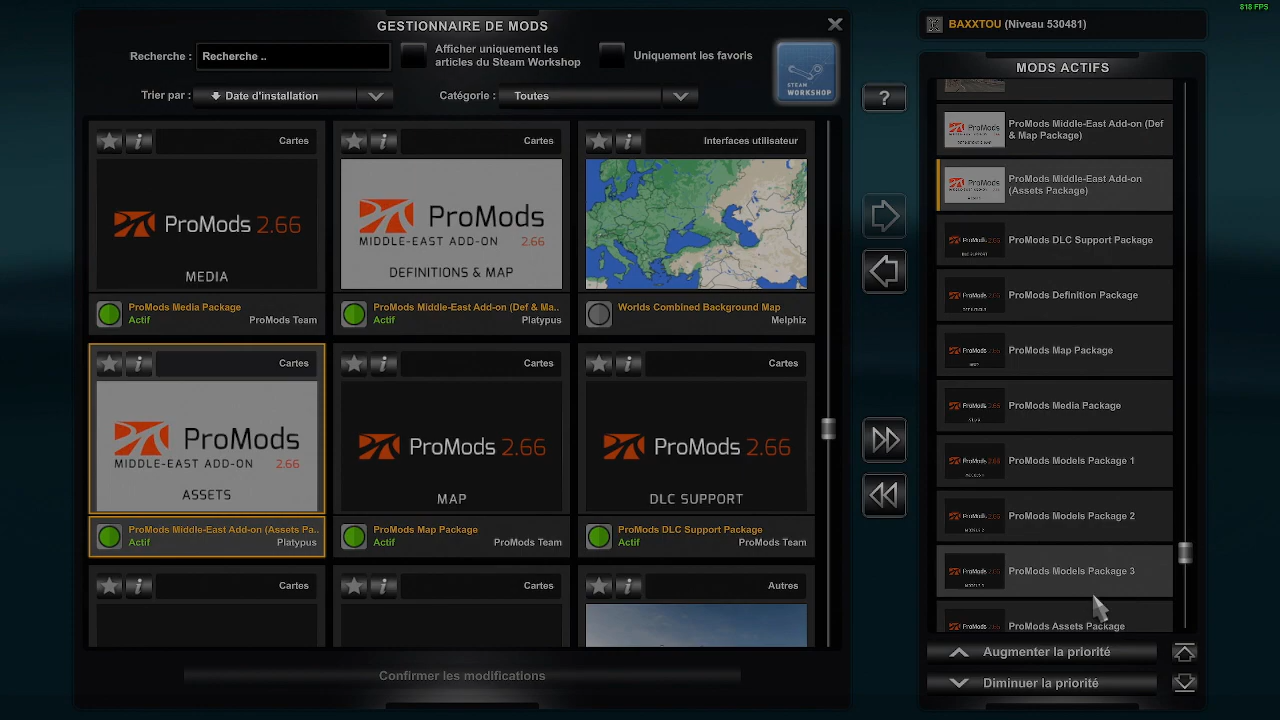 818 FPS
GESTIONNAIRE DE MODS
Recherche :
Recherche ..
Afficher uniquement les
articles du Steam Workshop
Uniquement les favoris
STEAM
WORKSHOP
Trier par :
Date d'installation
Catégorie :
Toutes
Cartes
ProMods 2.66
MEDIA
ProMods Media Package
Actif
ProMods Team
Cartes
ProMods
MIDDLE-EAST ADD-ON 2.66
DEFINITIONS & MAP
ProMods Middle-East Add-on (Def & Ma..
Actif
Platypus
Interfaces utilisateur
Worlds Combined Background Map
Melphiz
Cartes
ProMods
MIDDLE-EAST ADD-ON 2.66
ASSETS
ProMods Middle-East Add-on (Assets Pa..
Actif
Platypus
Cartes
ProMods 2.66
MAP
ProMods Map Package
Actif
ProMods Team
Cartes
ProMods 2.66
DLC SUPPORT
ProMods DLC Support Package
Actif
ProMods Team
Cartes
Cartes
Autres
?
BAXXTOU (Niveau 530481)
MODS ACTIFS
ProMods Middle-East Add-on (Def
& Map Package)
ProMods Middle-East Add-on
(Assets Package)
ProMods DLC Support Package
ProMods Definition Package
ProMods Map Package
ProMods Media Package
ProMods Models Package 1
ProMods Models Package 2
ProMods Models Package 3
ProMods Assets Package
Augmenter la priorité
Diminuer la priorité
Confirmer les modifications